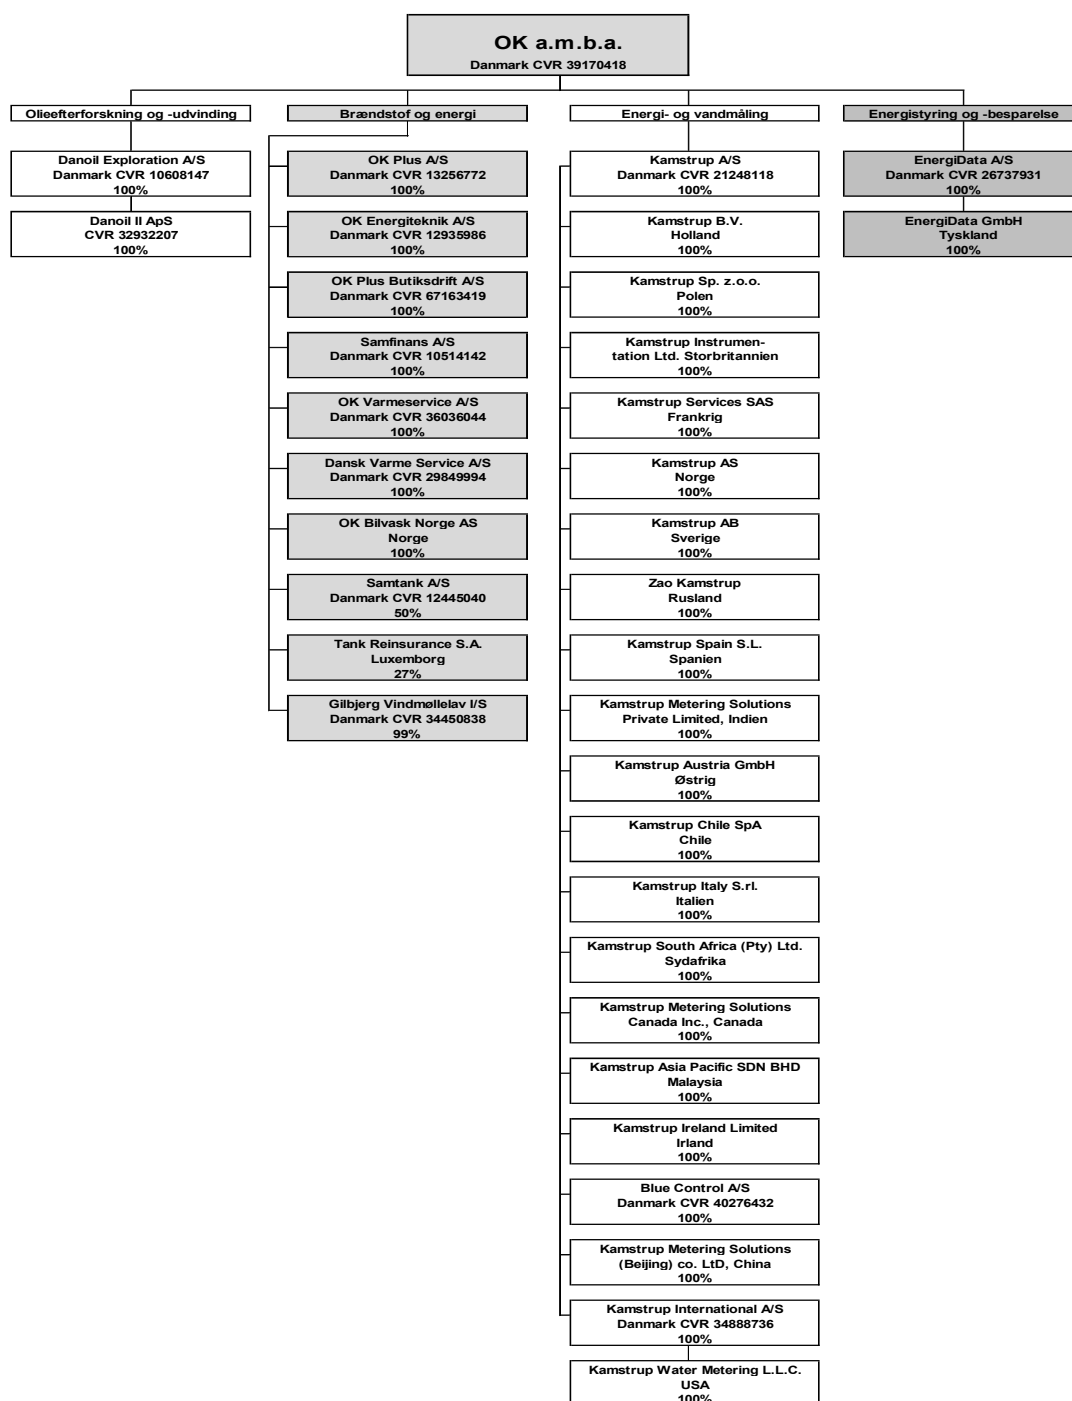 OK a.m.b.a.
Danmark CVR 39170418
Olieefterforskning og -udvinding
Danoil Exploration A/S
Danmark CVR 10608147
100%
Danoil II ApS
CVR 32932207
100%
Brændstof og energi
OK Plus A/S
Danmark CVR 13256772
100%
OK Energiteknik A/S
Danmark CVR 12935986
100%
OK Plus Butiksdrift A/S
Danmark CVR 67163419
100%
Samfinans A/S
Danmark CVR 10514142
100%
OK Varmeservice A/S
Danmark CVR 36036044
100%
Dansk Varme Service A/S
Danmark CVR 29849994
100%
OK Bilvask Norge AS
Norge
100%
Samtank A/S
Danmark CVR 12445040
50%
Tank Reinsurance S.A.
Luxemborg
27%
Gilbjerg Vindmøllelav I/S
Danmark CVR 34450838
99%
Energi- og vandmåling
Kamstrup A/S
Danmark CVR 21248118
100%
Kamstrup B.V.
Holland
100%
Kamstrup Sp. z.o.o.
Polen
100%
Kamstrup Instrumen-
tation Ltd. Storbritannien
100%
Kamstrup Services SAS
Frankrig
100%
Kamstrup AS
Norge
100%
Kamstrup AB
Sverige
100%
Zao Kamstrup
Rusland
100%
Kamstrup Spain S.L.
Spanien
100%
Kamstrup Metering Solutions
Private Limited, Indien
100%
Kamstrup Austria GmbH
Østrig
100%
Kamstrup Chile SpA
Chile
100%
Kamstrup Italy S.rl.
Italien
100%
Kamstrup South Africa (Pty) Ltd.
Sydafrika
100%
Kamstrup Metering Solutions
Canada Inc., Canada
100%
Kamstrup Asia Pacific SDN BHD
Malaysia
100%
Kamstrup Ireland Limited
Irland
100%
Blue Control A/S
Danmark CVR 40276432
100%
Kamstrup Metering Solutions
(Beijing) co. LtD, China
100%
Kamstrup International A/S
Danmark CVR 34888736
100%
Kamstrup Water Metering L.L.C.
USA
100%
Energistyring og -besparelse
EnergiData A/S
Danmark CVR 26737931
100%
EnergiData GmbH
Tyskland
100%